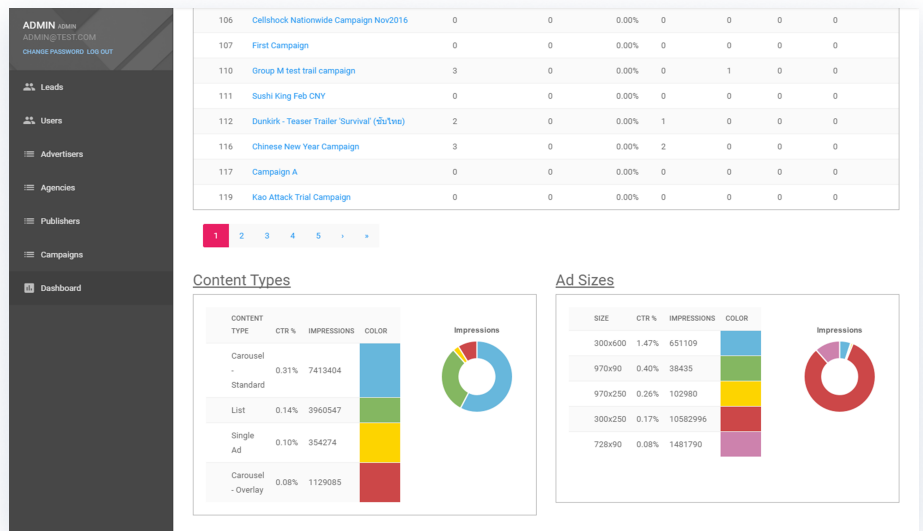 ADMIN ADMIN
ADMIN@TEST.COM
CHANGE PASSWORD LOG OUT
Leads
Users
Advertisers
Agencies
Publishers
Campaigns
Dashboard
106 Cellshock Nationwide Campaign Nov2016 0 0 0.00% 0 0 0 0
107 First Campaign 0 0 0.00% 0 0 0 0
110 Group M test trail campaign 3 0 0.00% 0 1 0 0
111 Sushi King Feb CNY 0 0 0.00% 0 0 0 0
112 Dunkirk - Teaser Trailer 'Survival' (ซับไทย) 2 0 0.00% 1 0 0 0
116 Chinese New Year Campaign 3 0 0.00% 2 0 0 0
117 Campaign A 0 0 0.00% 0 0 0 0
119 Kao Attack Trial Campaign 0 0 0.00% 0 0 0 0
1 2 3 4 5 › »
Content Types
CONTENT
TYPE CTR % IMPRESSIONS COLOR
Carousel
-
Standard
0.31% 7413404
List 0.14% 3960547
Single
Ad
0.10% 354274
Carousel
- Overlay
0.08% 1129085
Impressions
Ad Sizes
SIZE CTR % IMPRESSIONS COLOR
300x600 1.47% 651109
970x90 0.40% 38435
970x250 0.26% 102980
300x250 0.17% 10582996
728x90 0.08% 1481790
Impressions